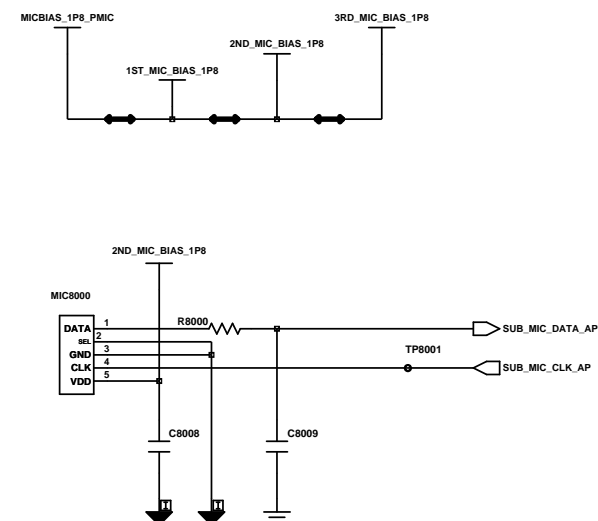 MICBIAS_1P8_PMIC
3RD_MIC_BIAS_1P8
2ND_MIC_BIAS_1P8
1ST_MIC_BIAS_1P8
2ND_MIC_BIAS_1P8
MIC8000
R8000
DATA 1
SUB_MIC_DATA_AP
SEL 2
GND 3
TP8001
CLK 4
SUB_MIC_CLK_AP
VDD 5
C8008
C8009
I
I